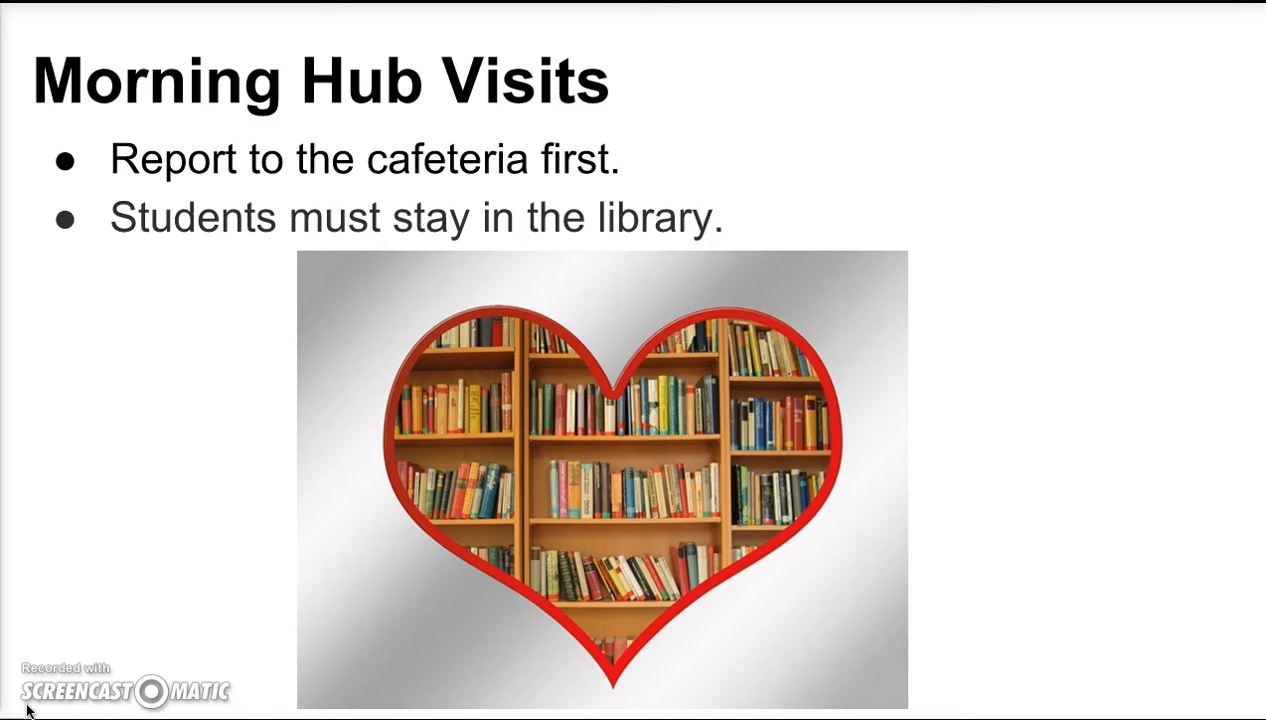 Morning Hub Visits
● Report to the cafeteria first.
● Students must stay in the library.
Recorded with
SCREENCAST O MATIC